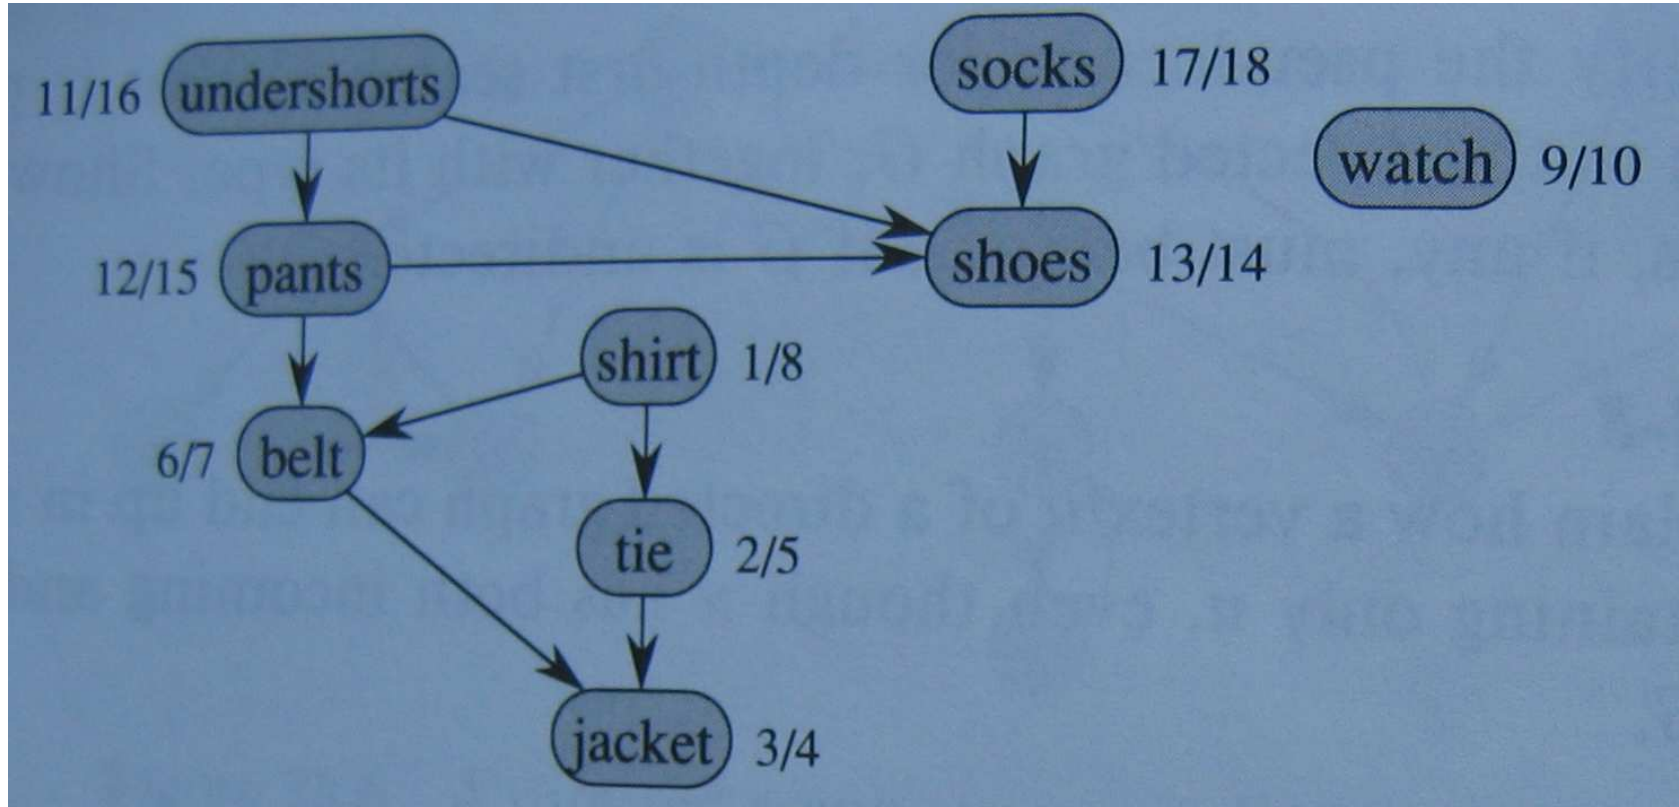 11/16 undershorts
socks 17/18
watch 9/10
12/15 pants
shoes 13/14
shirt 1/8
6/7 belt
tie 2/5
jacket 3/4